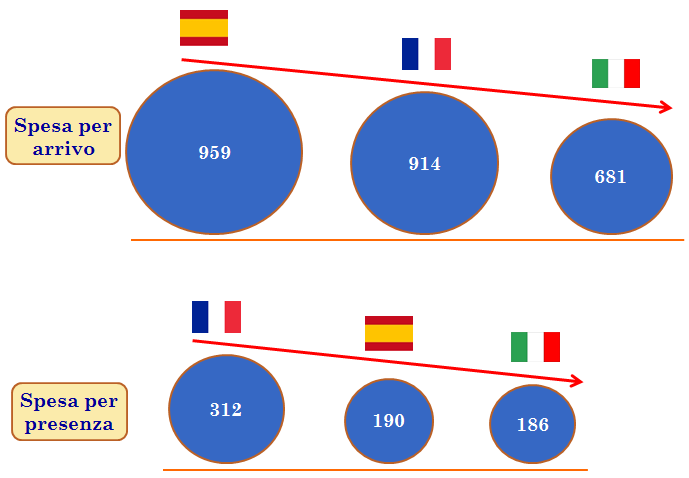 Spesa per
arrivo
959
914
681
Spesa per
presenza
312
190
186